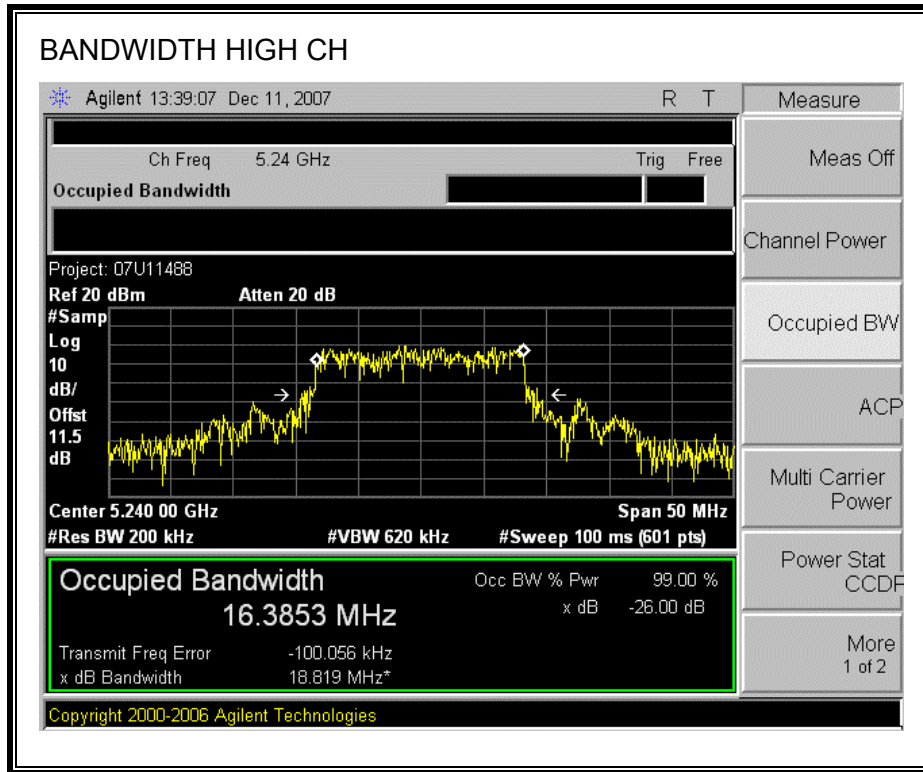 BANDWIDTH HIGH CH
Agilent 13:39:07 Dec 11, 2007 R T
Measure
Ch Freq 5.24 GHz Trig Free
Occupied Bandwidth
Meas Off
Channel Power
Occupied BW
ACP
Multi Carrier
Power
Power Stat
CCDF
More
1 of 2
Project: 07U11488
Ref 20 dBm Atten 20 dB
#Samp
Log
10
dB/
Offst
11.5
dB
Center 5.240 00 GHz Span 50 MHz
#Res BW 200 kHz #VBW 620 kHz #Sweep 100 ms (601 pts)
Occupied Bandwidth Occ BW % Pwr 99.00 %
16.3853 MHz x dB -26.00 dB
Transmit Freq Error -100.056 kHz
x dB Bandwidth 18.819 MHz*
Copyright 2000-2006 Agilent Technologies